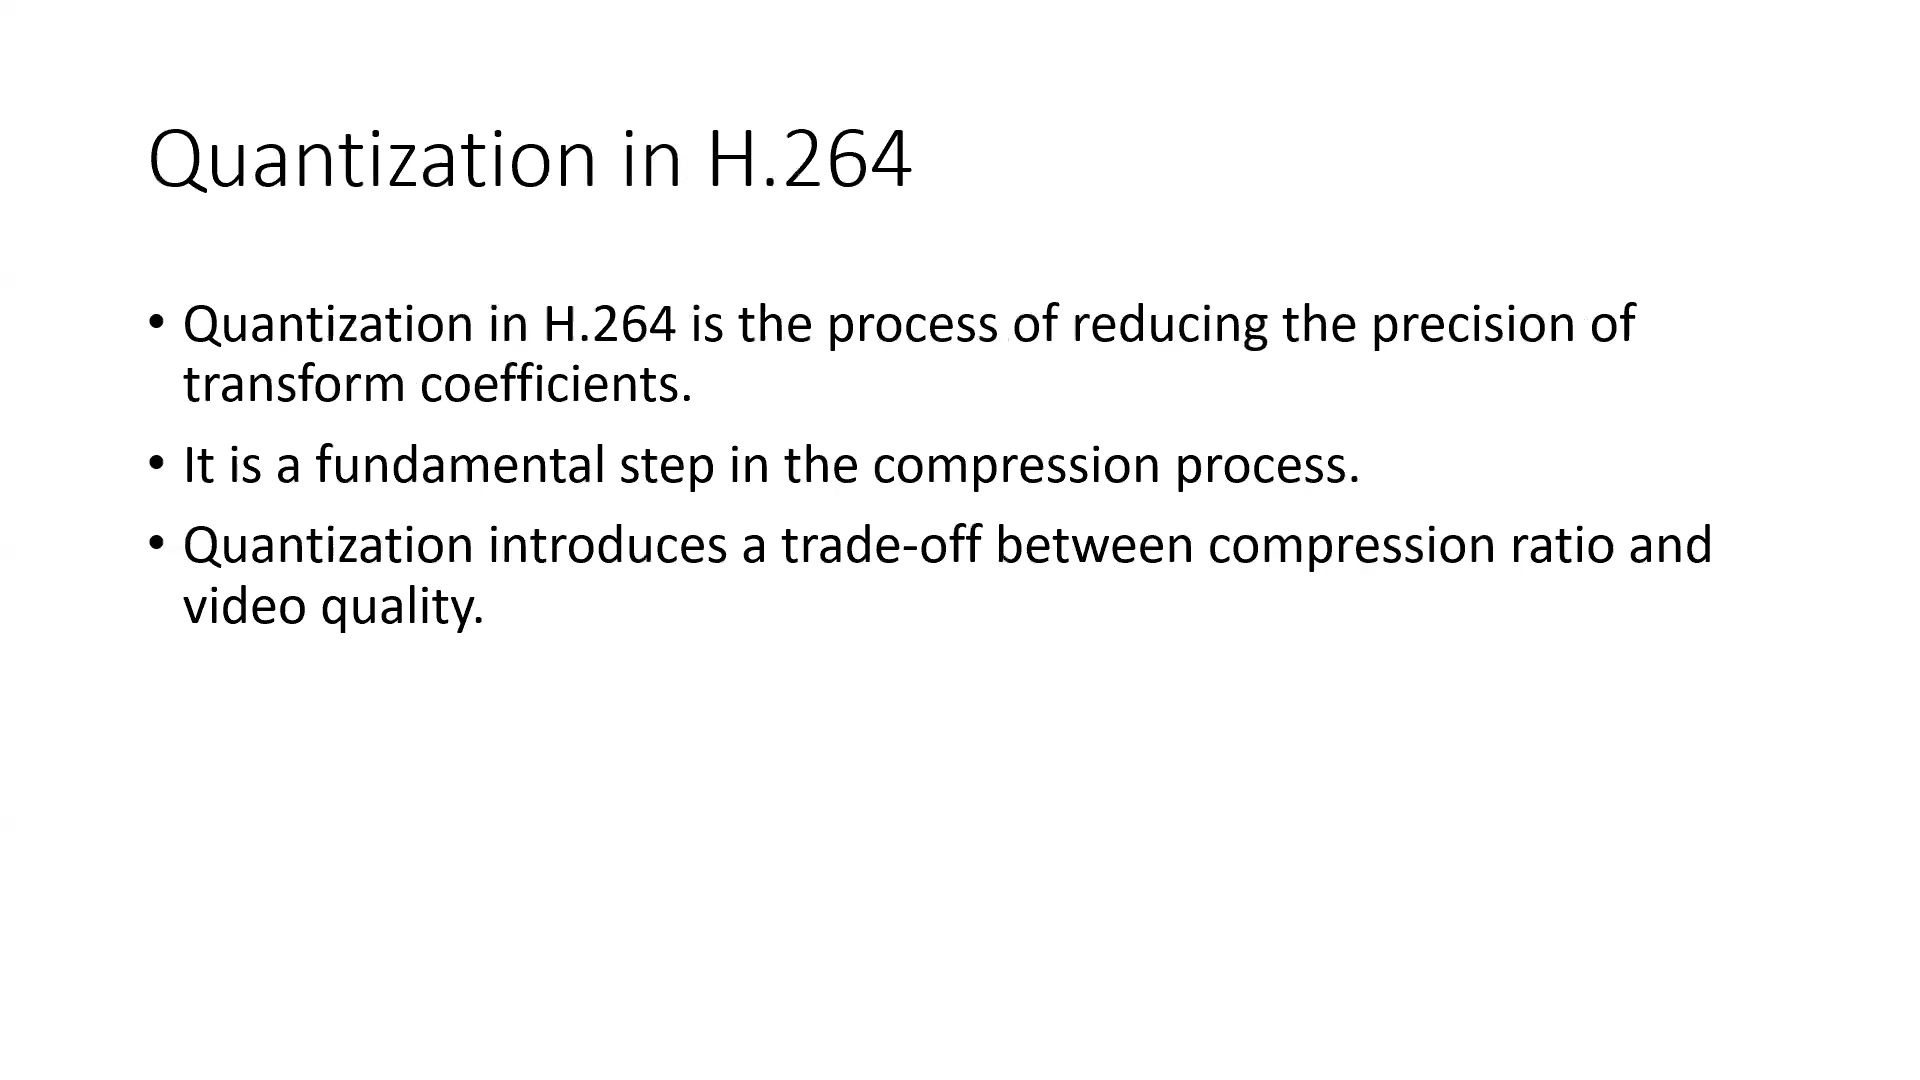 Quantization in H.264
• Quantization in H.264 is the process of reducing the precision of
transform coefficients.
• It is a fundamental step in the compression process.
• Quantization introduces a trade-off between compression ratio and
video quality.